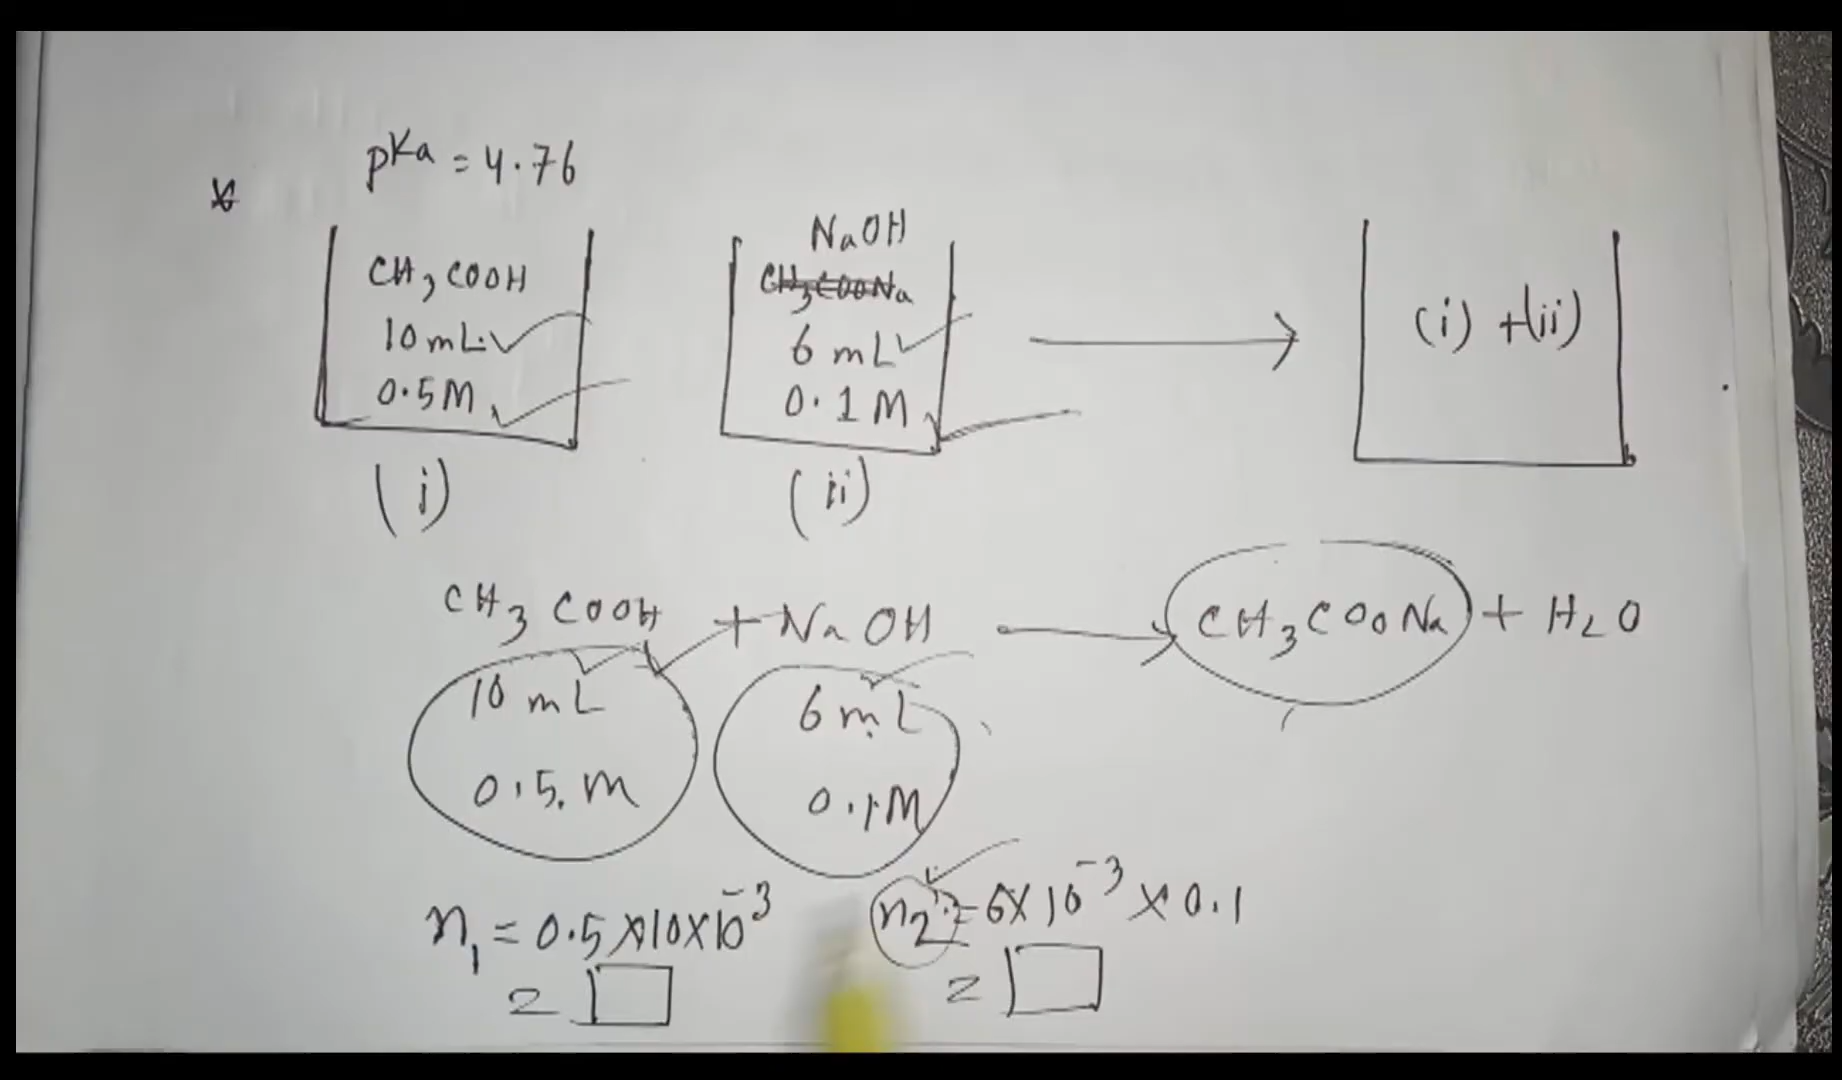 pKa = 4.76
CH3COOH
10 mL
0.5 M
(i)
NaOH
CH3COONa
6 mL
0.1 M
(ii)
(i) + (ii)
CH3COOH + NaOH → CH3COONa + H2O
10 mL
0.5 M
6 mL
0.1 M
n1 = 0.5 × 10 × 10^-3
=
n2 = 6 × 10^-3 × 0.1
=